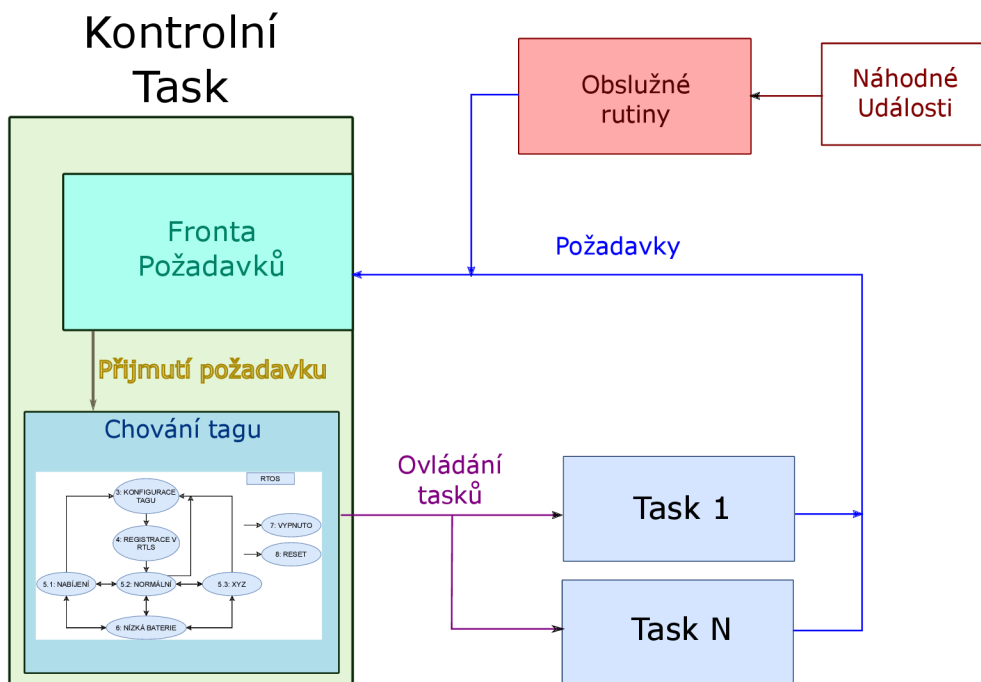 Kontrolní
Task
Obslužné
rutiny
Náhodné
Události
Fronta
Požadavků
Požadavky
Přijmutí požadavku
Chování tagu
RTOS
3: KONFIGURACE
TAGU
4: REGISTRACE V
RTLS
7: VYPNUTO
8: RESET
5.1: NABÍJENÍ
5.2: NORMÁLNÍ
5.3: XYZ
6: NÍZKÁ BATERIE
Ovládání
tasků
Task 1
Task N